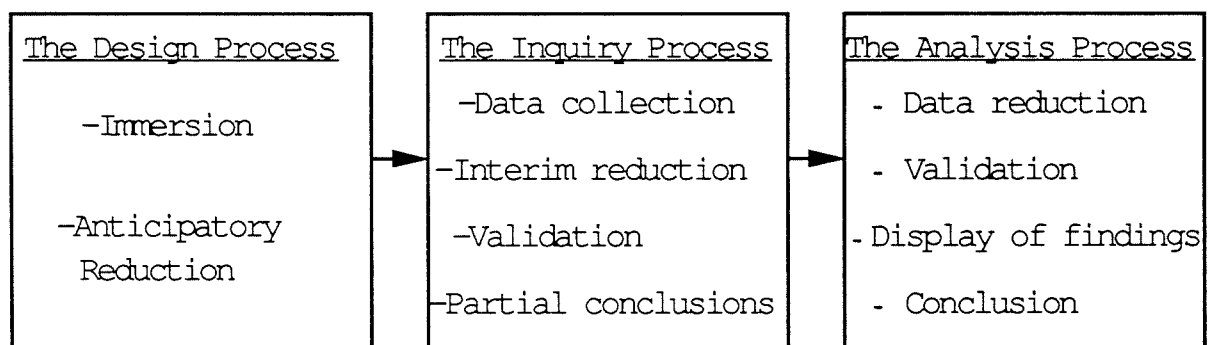 The Design Process
-Immersion
-Anticipatory
Reduction
The Inquiry Process
-Data collection
-Interim reduction
-Validation
-Partial conclusions
The Analysis Process
- Data reduction
- Validation
- Display of findings
- Conclusion